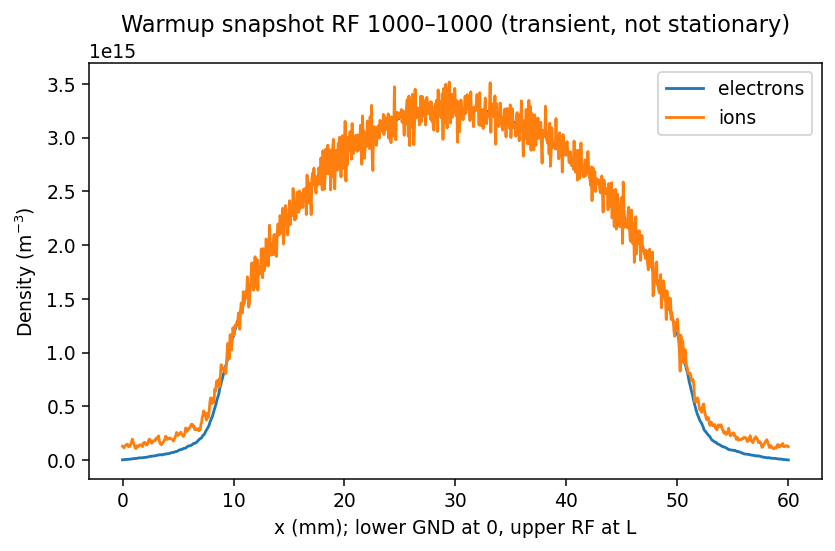 Warmup snapshot RF 1000–1000 (transient, not stationary)
1e15
electrons
ions
3.5
3.0
2.5
2.0
1.5
1.0
0.5
0.0
Density (m⁻³)
0 10 20 30 40 50 60
x (mm); lower GND at 0, upper RF at L